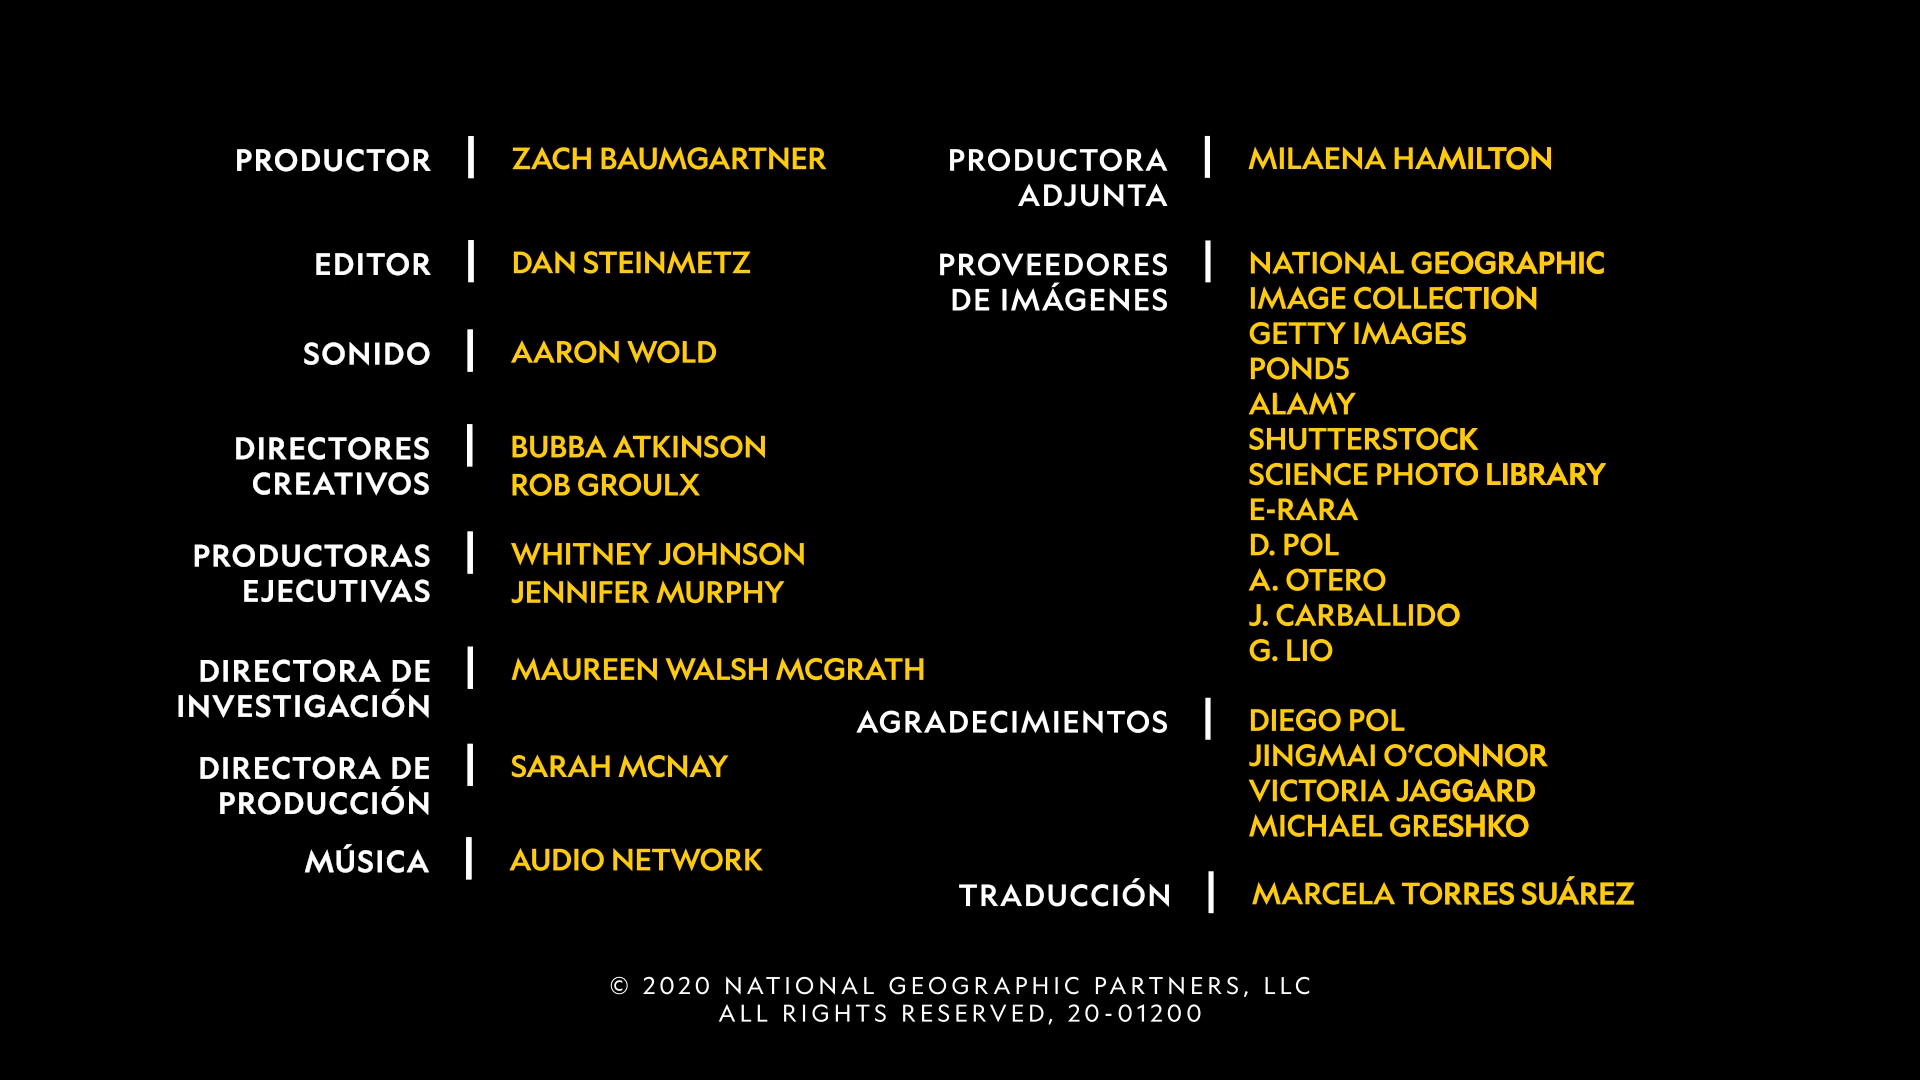 PRODUCTOR | ZACH BAUMGARTNER
EDITOR | DAN STEINMETZ
SONIDO | AARON WOLD
DIRECTORES | BUBBA ATKINSON
CREATIVOS ROB GROULX
PRODUCTORAS | WHITNEY JOHNSON
EJECUTIVAS JENNIFER MURPHY
DIRECTORA DE | MAUREEN WALSH MCGRATH
INVESTIGACIÓN
DIRECTORA DE | SARAH MCNAY
PRODUCCIÓN
MÚSICA | AUDIO NETWORK
PRODUCTORA | MILAENA HAMILTON
ADJUNTA
PROVEEDORES | NATIONAL GEOGRAPHIC
DE IMÁGENES IMAGE COLLECTION
GETTY IMAGES
POND5
ALAMY
SHUTTERSTOCK
SCIENCE PHOTO LIBRARY
E-RARA
D. POL
A. OTERO
J. CARBALLIDO
G. LIO
AGRADECIMIENTOS | DIEGO POL
JINGMAI O’CONNOR
VICTORIA JAGGARD
MICHAEL GRESHKO
TRADUCCIÓN | MARCELA TORRES SUÁREZ
© 2020 NATIONAL GEOGRAPHIC PARTNERS, LLC
ALL RIGHTS RESERVED, 20-01200